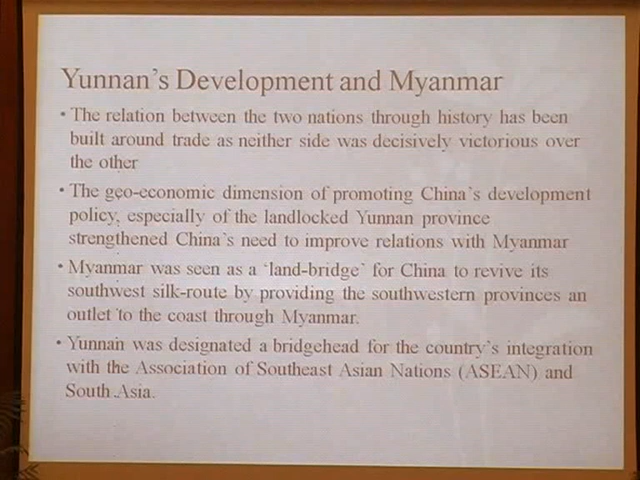 Yunnan's Development and Myanmar
• The relation between the two nations through history has been
built around trade as neither side was decisively victorious over
the other
• The geo-economic dimension of promoting China's development
policy, especially of the landlocked Yunnan province
strengthened China's need to improve relations with Myanmar
• Myanmar was seen as a 'land-bridge' for China to revive its
southwest silk-route by providing the southwestern provinces an
outlet to the coast through Myanmar.
• Yunnan was designated a bridgehead for the country's integration
with the Association of Southeast Asian Nations (ASEAN) and
South Asia.